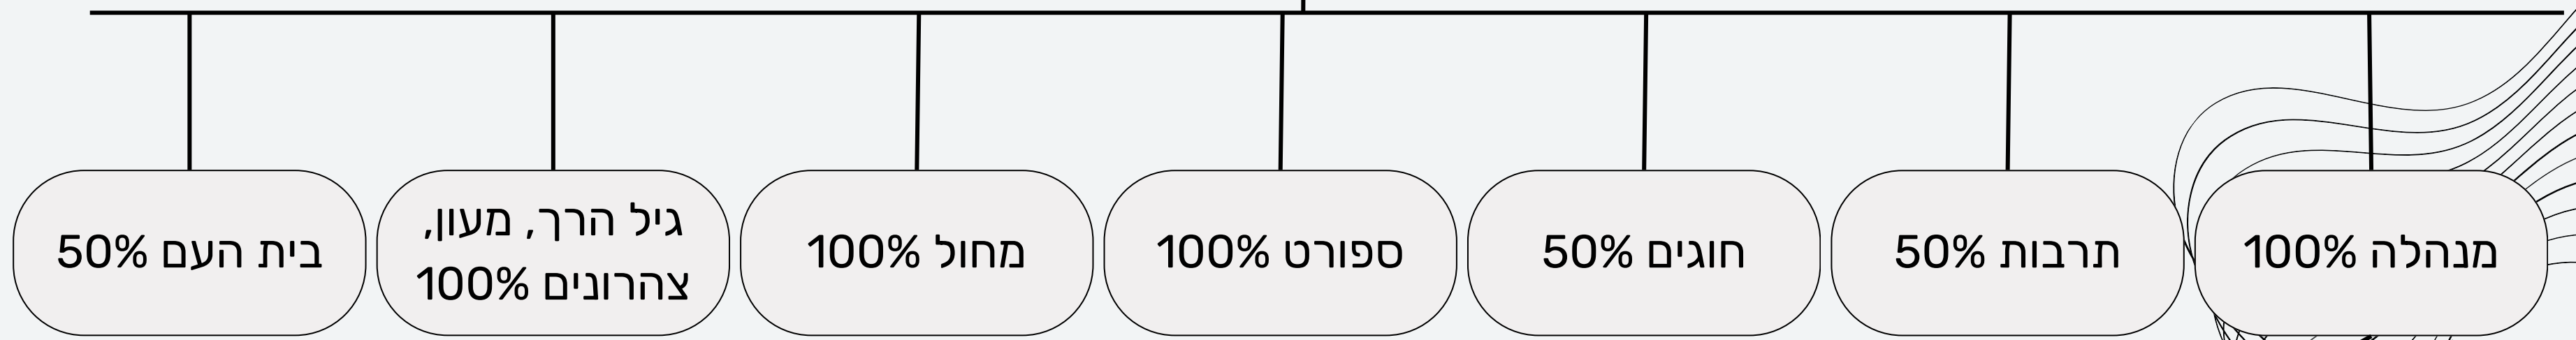 מנהלה 100%
תרבות 50%
חוגים 50%
ספורט 100%
מחול 100%
גיל הרך, מעון,
צהרונים 100%
בית העם 50%